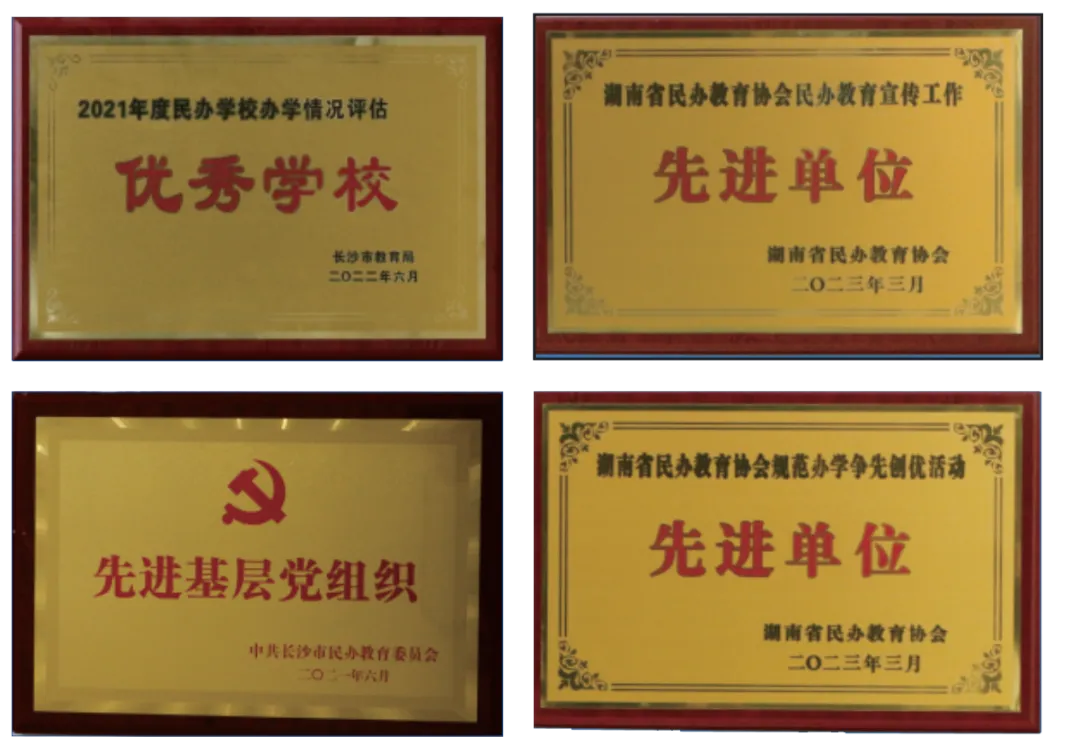 2021年度民办学校办学情况评估
优秀学校
长沙市教育局
二〇二二年六月
湖南省民办教育协会民办教育宣传工作
先进单位
湖南省民办教育协会
二〇二三年三月
先进基层党组织
中共长沙市民办教育委员会
二〇二一年六月
湖南省民办教育协会规范办学争先创优活动
先进单位
湖南省民办教育协会
二〇二三年三月